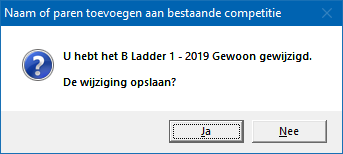 Naam of paren toevoegen aan bestaande competitie
U hebt het B Ladder 1 - 2019 Gewoon gewijzigd.
De wijziging opslaan?
Ja
Nee